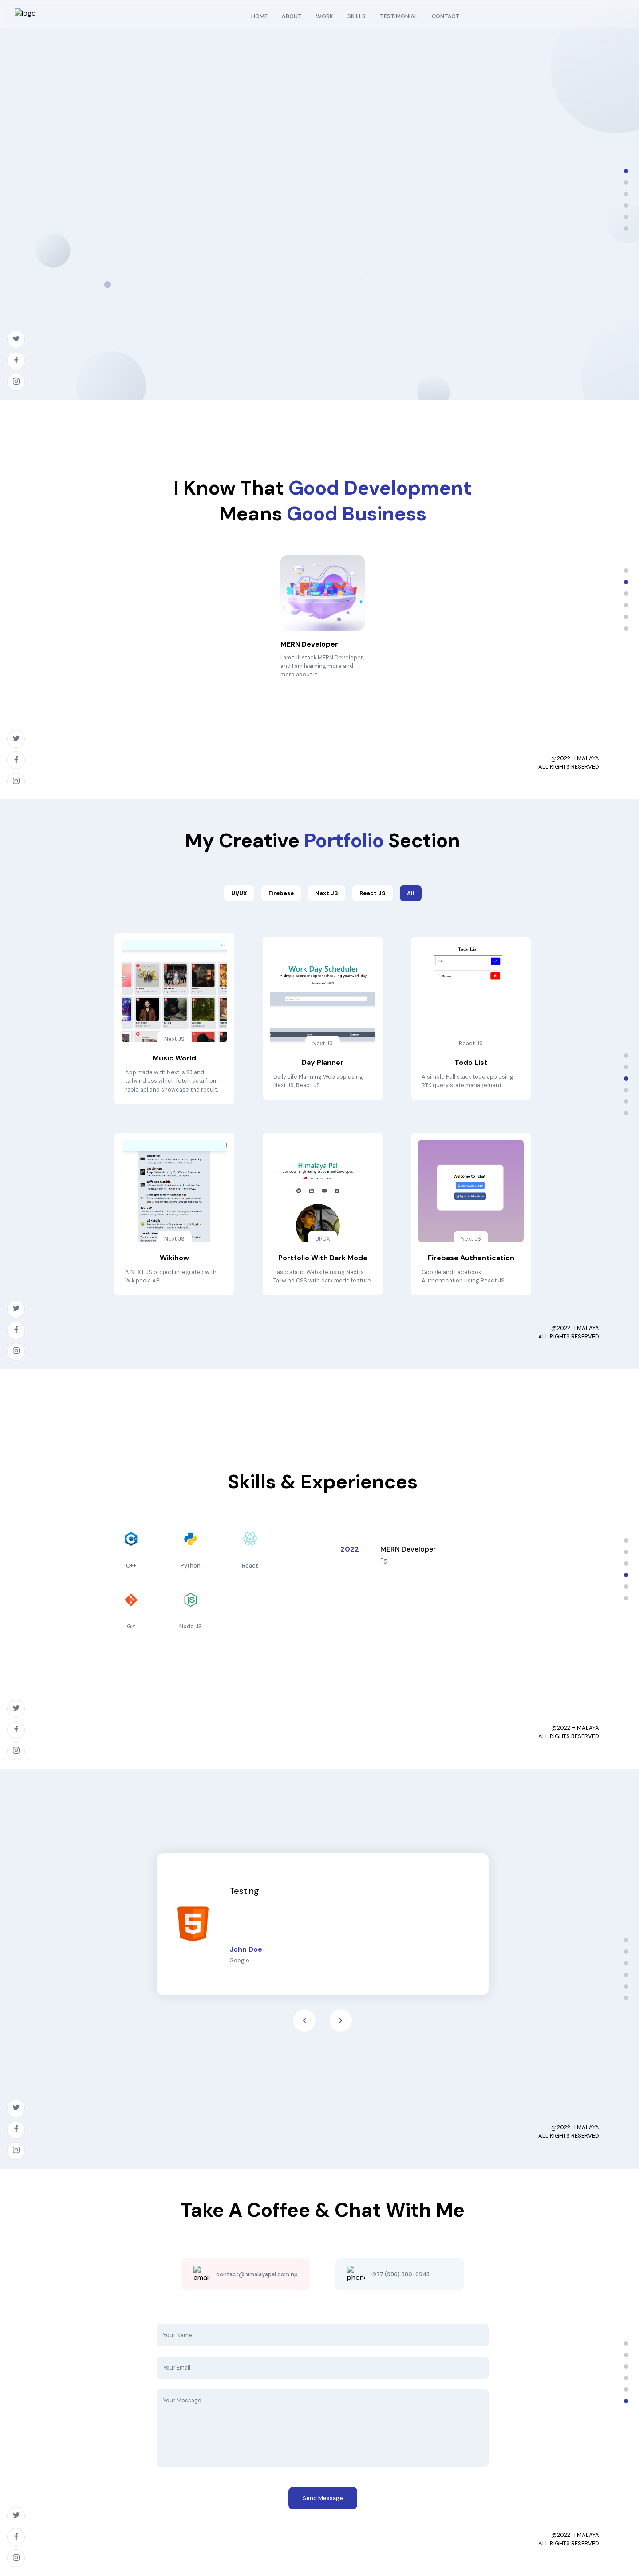 logo
HOME ABOUT WORK SKILLS TESTIMONIAL CONTACT
I Know That Good Development
Means Good Business
MERN Developer
I am full stack MERN Developer,
and I am learning more and
more about it.
@2022 HIMALAYA
ALL RIGHTS RESERVED
My Creative Portfolio Section
UI/UX
Firebase
Next JS
React JS
All
Next JS
Music World
App made with Next js 23 and
tailwind css which fetch data from
rapid api and showcase the result.
Work Day Scheduler
A simple calendar app for scheduling your work day
Next JS
Day Planner
Daily Life Planning Web app using
Next JS, React JS
Todo List
React JS
Todo List
A simple Full stack todo app using
RTK query state management.
Next JS
Wikihow
A NEXT JS project integrated with
Wikipedia API
Himalaya Pal
UI/UX
Portfolio With Dark Mode
Basic static Website using Next.js,
Tailwind CSS with dark mode feature.
Welcome to Tchat!
Next JS
Firebase Authentication
Google and Facebook
Authentication using React JS
@2022 HIMALAYA
ALL RIGHTS RESERVED
Skills & Experiences
C++
Python
React
Git
Node JS
2022
MERN Developer
Eg
@2022 HIMALAYA
ALL RIGHTS RESERVED
Testing
John Doe
Google
@2022 HIMALAYA
ALL RIGHTS RESERVED
Take A Coffee & Chat With Me
email
contact@himalayapal.com.np
phone
+977 (986) 880-6943
Your Name
Your Email
Your Message
Send Message
@2022 HIMALAYA
ALL RIGHTS RESERVED